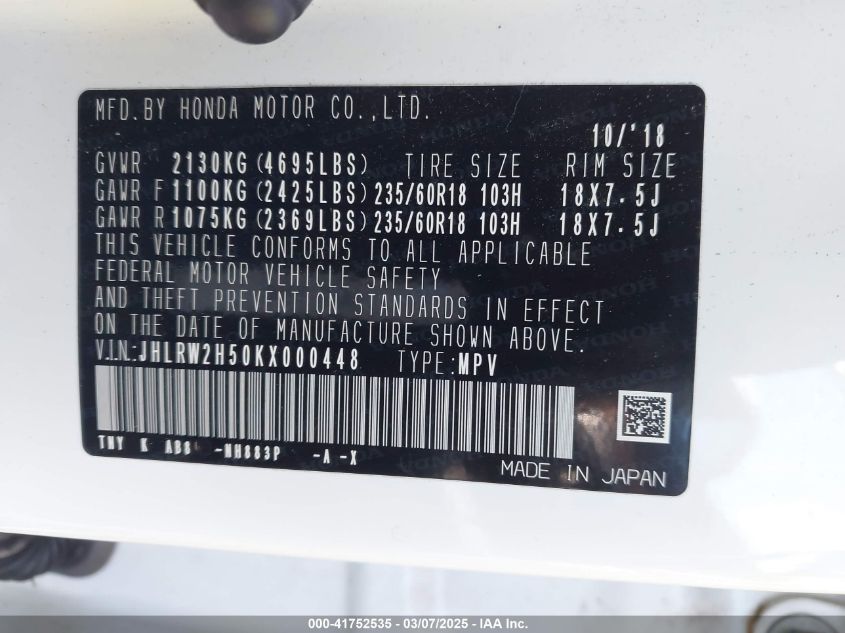 MFD.BY HONDA MOTOR CO.,LTD.
10/'18
GVWR 2130KG(4695LBS) TIRE SIZE RIM SIZE
GAWR F 1100KG(2425LBS) 235/60R18 103H 18X7.5J
GAWR R 1075KG(2369LBS) 235/60R18 103H 18X7.5J
THIS VEHICLE CONFORMS TO ALL APPLICABLE
FEDERAL MOTOR VEHICLE SAFETY
AND THEFT PREVENTION STANDARDS IN EFFECT
ON THE DATE OF MANUFACTURE SHOWN ABOVE.
V.I.N:JHLRW2H50KX000448 TYPE:MPV
TNY K AB8 -NH883P -A -X
MADE IN JAPAN
000-41752535 - 03/07/2025 - IAA Inc.